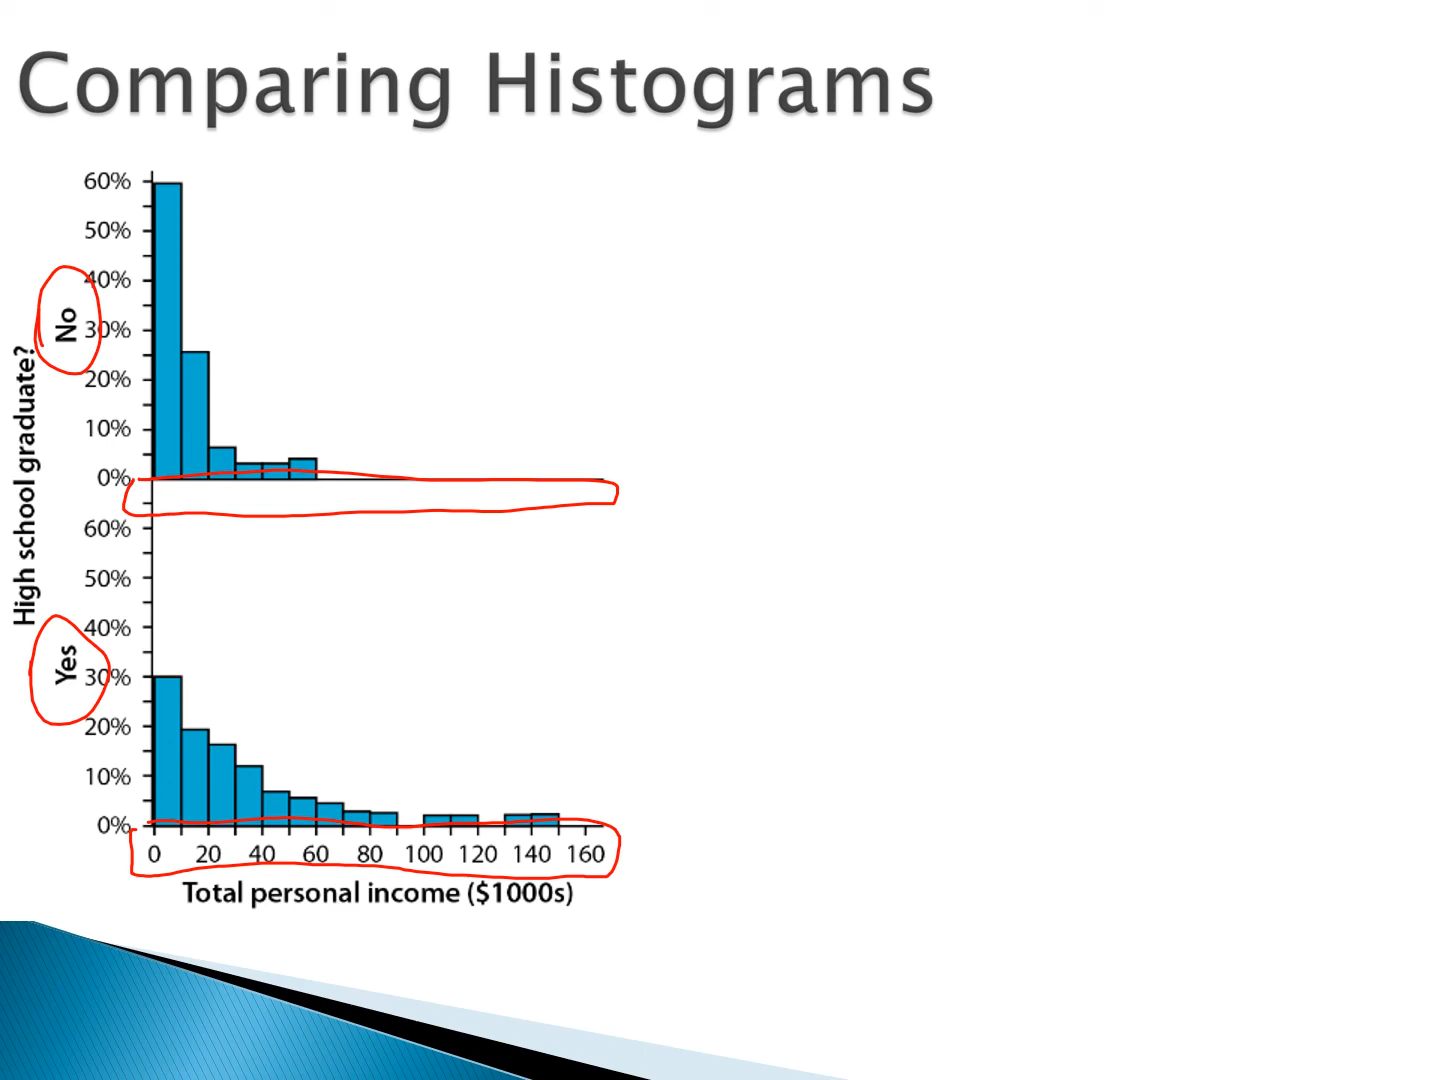 Comparing Histograms
High school graduate?
No
60%
50%
40%
30%
20%
10%
0%
Yes
60%
50%
40%
30%
20%
10%
0%
0 20 40 60 80 100 120 140 160
Total personal income ($1000s)